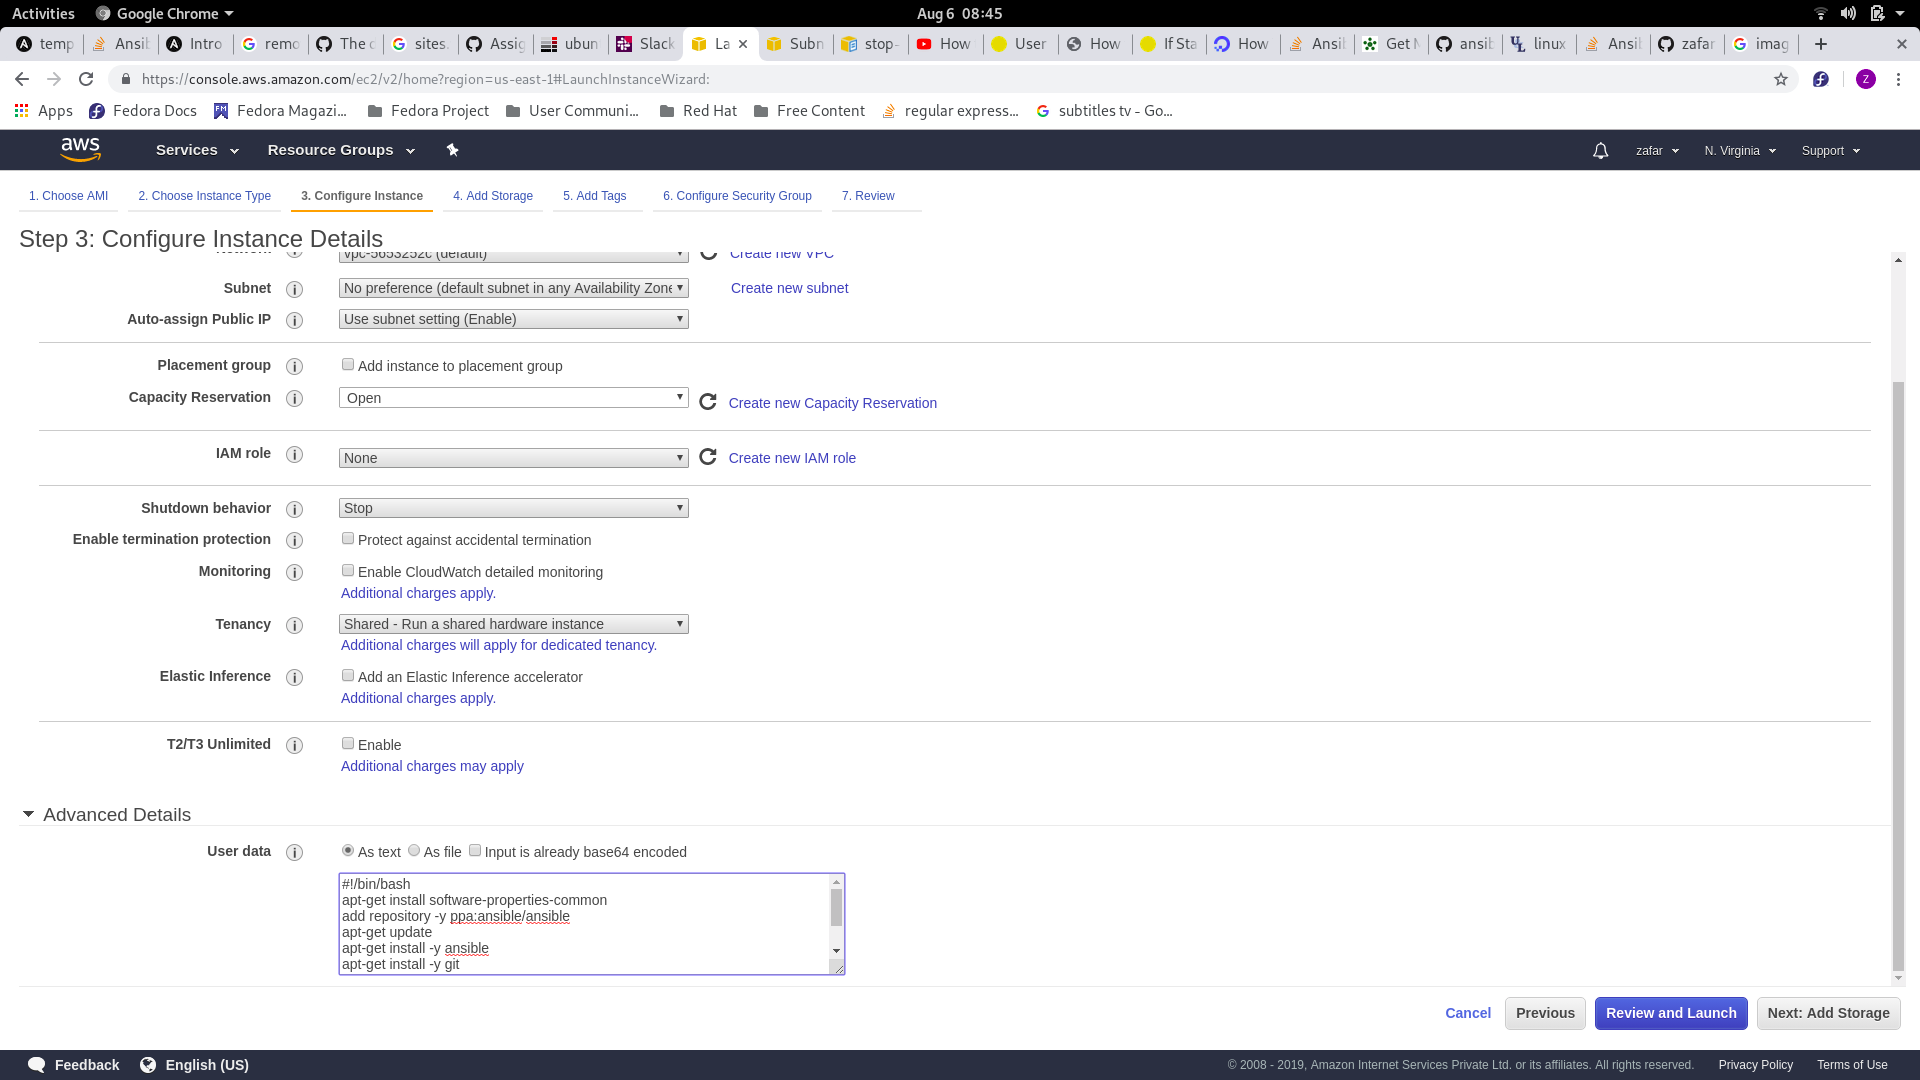 Activities
Google Chrome
Aug 6 08:45
temp
Ansib
Intro
remo
The c
sites.
Assig
ubun
Slack
La
Subn
stop-
How
User
How
If Sta
How
Ansil
Get M
ansib
linux
Ansil
zafar
imag
https://console.aws.amazon.com/ec2/v2/home?region=us-east-1#LaunchInstanceWizard:
Z
Apps
Fedora Docs
Fedora Magazi...
Fedora Project
User Communi...
Red Hat
Free Content
regular express...
subtitles tv - Go...
aws
Services
Resource Groups
zafar
N. Virginia
Support
1. Choose AMI
2. Choose Instance Type
3. Configure Instance
4. Add Storage
5. Add Tags
6. Configure Security Group
7. Review
Step 3: Configure Instance Details
vpc-5653252c (default)
Create new VPC
Subnet
No preference (default subnet in any Availability Zone
Create new subnet
Auto-assign Public IP
Use subnet setting (Enable)
Placement group
Add instance to placement group
Capacity Reservation
Open
Create new Capacity Reservation
IAM role
None
Create new IAM role
Shutdown behavior
Stop
Enable termination protection
Protect against accidental termination
Monitoring
Enable CloudWatch detailed monitoring
Additional charges apply.
Tenancy
Shared - Run a shared hardware instance
Additional charges will apply for dedicated tenancy.
Elastic Inference
Add an Elastic Inference accelerator
Additional charges apply.
T2/T3 Unlimited
Enable
Additional charges may apply
Advanced Details
User data
As text
As file
Input is already base64 encoded
#!/bin/bash
apt-get install software-properties-common
add repository -y ppa:ansible/ansible
apt-get update
apt-get install -y ansible
apt-get install -y git
Cancel
Previous
Review and Launch
Next: Add Storage
Feedback
English (US)
© 2008 - 2019, Amazon Internet Services Private Ltd. or its affiliates. All rights reserved.
Privacy Policy
Terms of Use